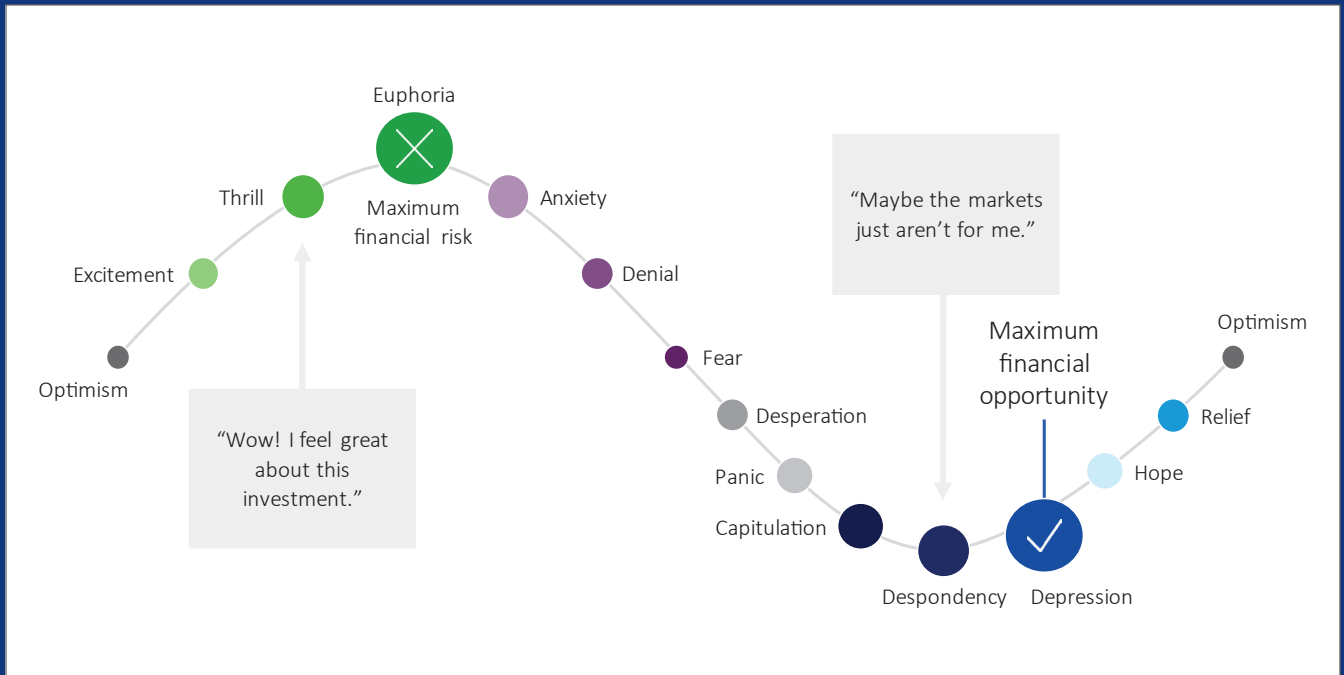 Euphoria
Thrill
Maximum
financial risk
Anxiety
Excitement
Denial
Optimism
Fear
“Wow! I feel great
about this
investment.”
Desperation
Panic
Capitulation
“Maybe the markets
just aren’t for me.”
Maximum
financial
opportunity
Despondency
Depression
Hope
Relief
Optimism